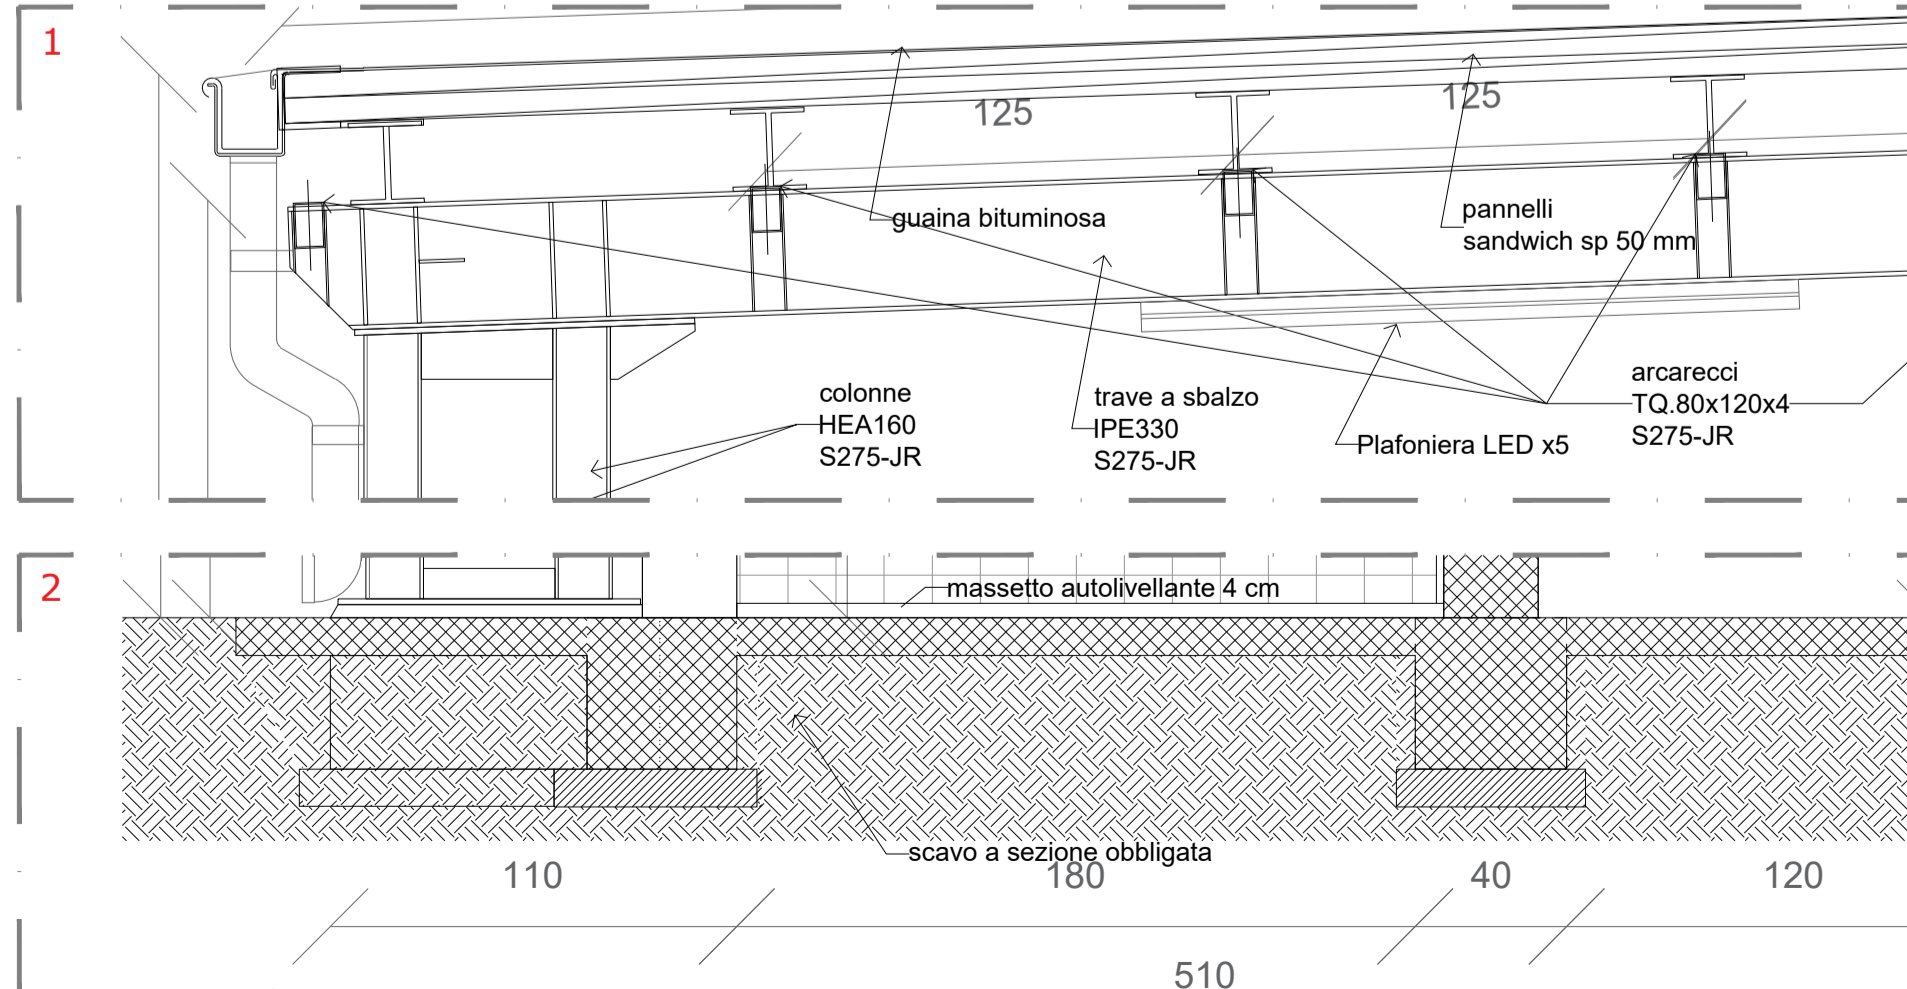 1
125
125
guaina bituminosa
pannelli
sandwich sp 50 mm
colonne
HEA160
S275-JR
trave a sbalzo
IPE330
S275-JR
Plafoniera LED x5
arcarecci
TQ.80x120x4
S275-JR
2
massetto autolivellante 4 cm
scavo a sezione obbligata
110
180
40
120
510